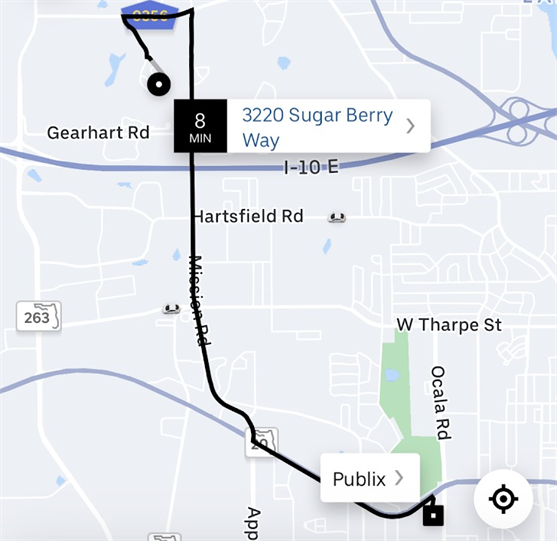 Gearhart Rd
8
MIN
3220 Sugar Berry
Way
I-10 E
Hartsfield Rd
Mission Rd
263
W Tharpe St
Ocala Rd
20
Publix
App